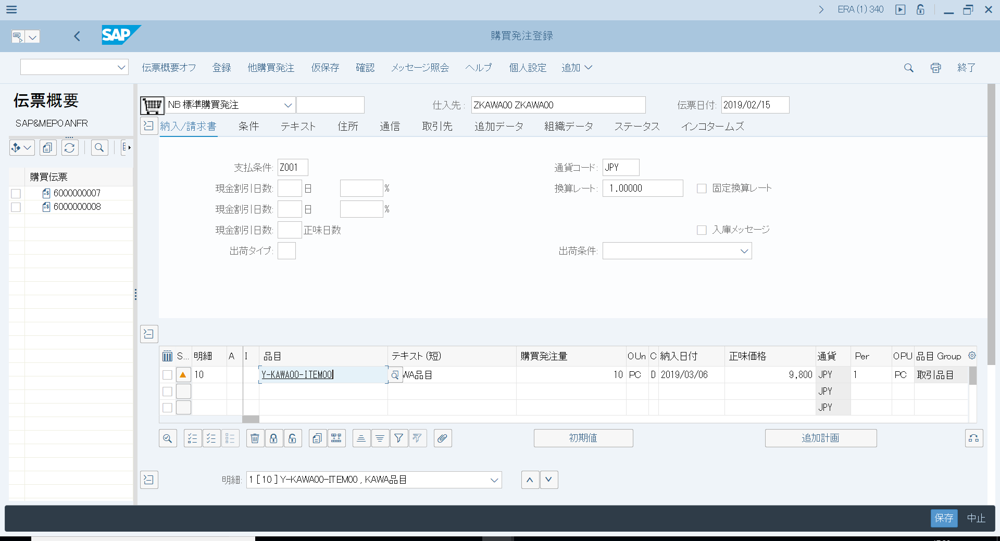 ERA (1) 340
SAP
購買発注登録
伝票概要オフ 登録 他購買発注 仮保存 確認 メッセージ照会 ヘルプ 個人設定 追加 終了
伝票概要
SAP&MEPOANFR
NB 標準購買発注 仕入先 : ZKAWA00 ZKAWA00 伝票日付: 2019/02/15
納入/請求書 条件 テキスト 住所 通信 取引先 追加データ 組織データ ステータス インコタームズ
購買伝票
6000000007
6000000008
支払条件: Z001 通貨コード: JPY
現金割引日数: 日 % 換算レート: 1.00000 固定換算レート
現金割引日数: 日 %
現金割引日数: 正味日数 入庫メッセージ
出荷タイプ: 出荷条件:
S... 明細 A I 品目 テキスト (短) 購買発注量 OUn C 納入日付 正味価格 通貨 Per OPU 品目 Group
10 Y-KAWA00-ITEM00 WA品目 10 PC D 2019/03/06 9,800 JPY 1 PC 取引品目
JPY
JPY
初期値 追加計画
明細: 1 [ 10 ] Y-KAWA00-ITEM00 , KAWA品目
保存 中止